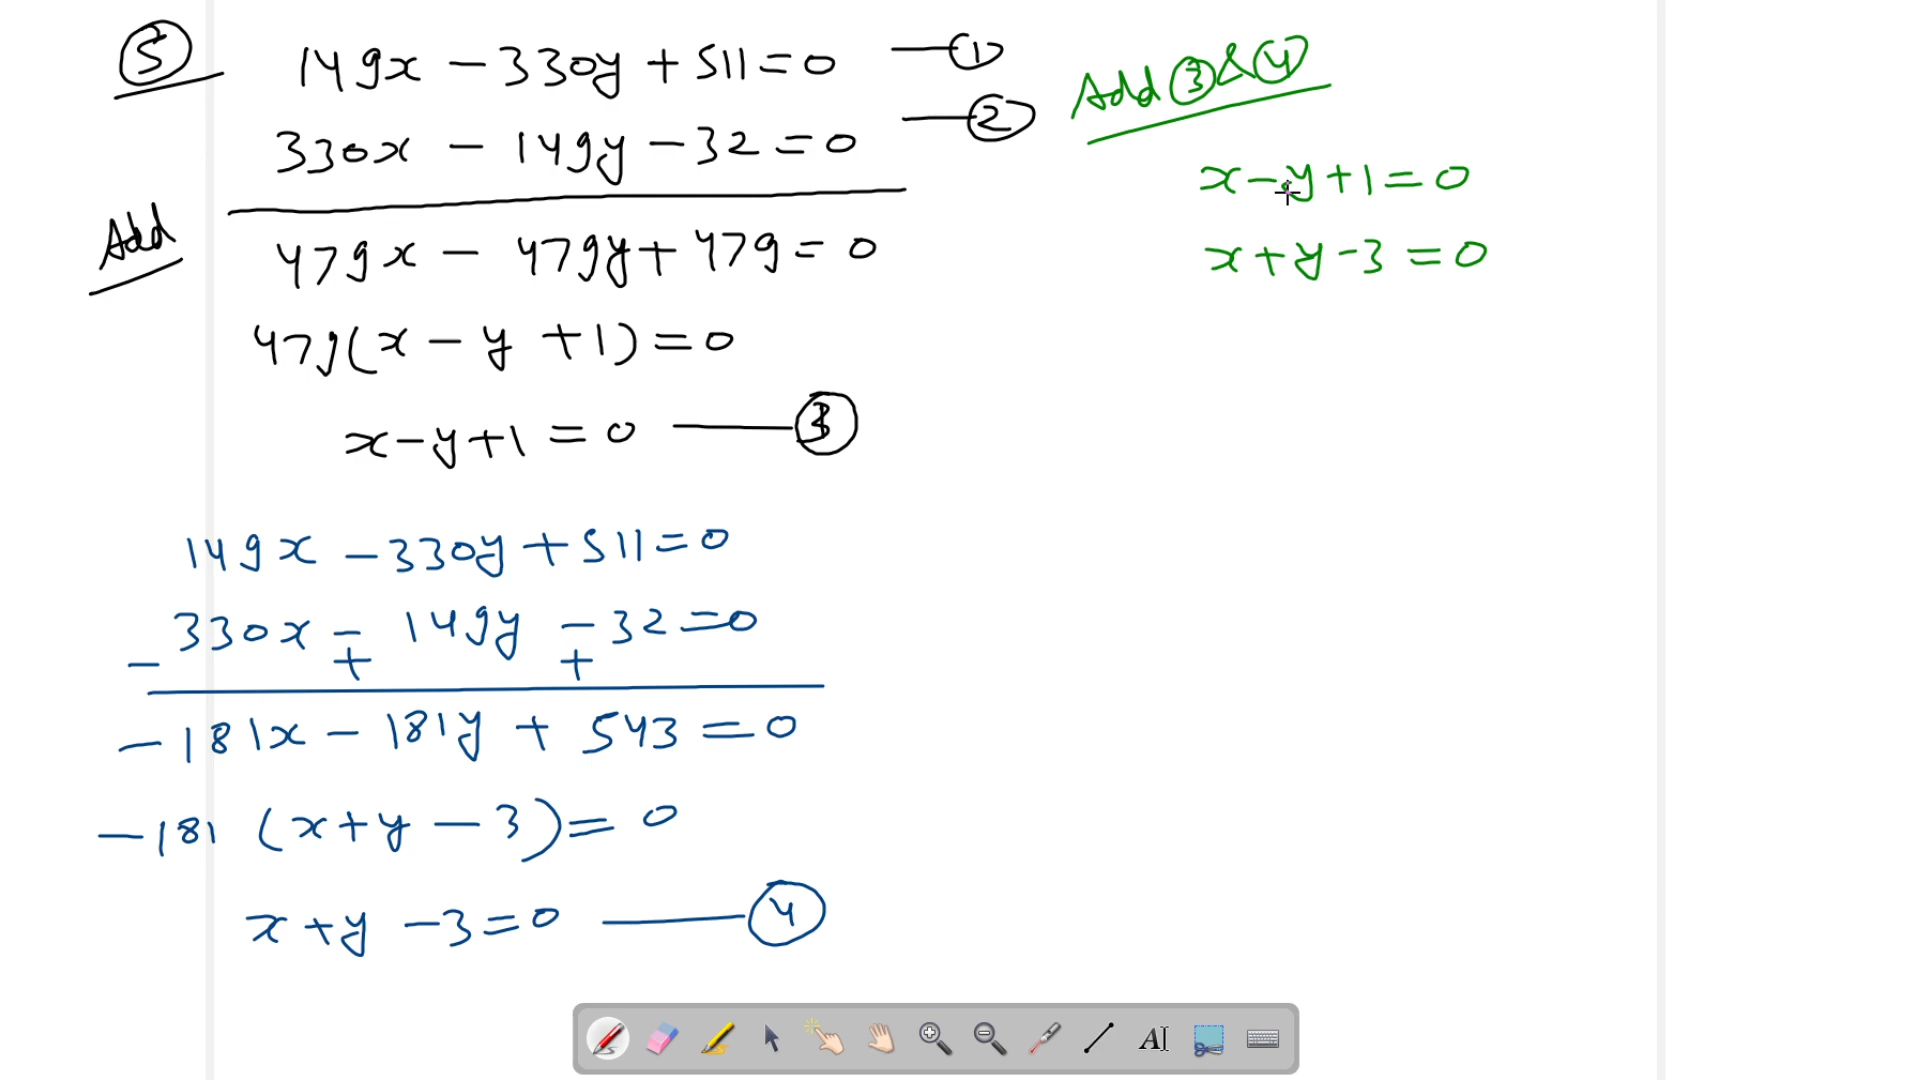 5
149x - 330y + 511 = 0 — 1
330x - 149y - 32 = 0 — 2
Add
479x - 479y + 479 = 0
479(x - y + 1) = 0
x - y + 1 = 0 — 3
149x - 330y + 511 = 0
330x - 149y - 32 = 0
- + +
-181x - 181y + 543 = 0
-181 (x + y - 3) = 0
x + y - 3 = 0 — 4
Add 3 & 4
x - y + 1 = 0
x + y - 3 = 0
AI